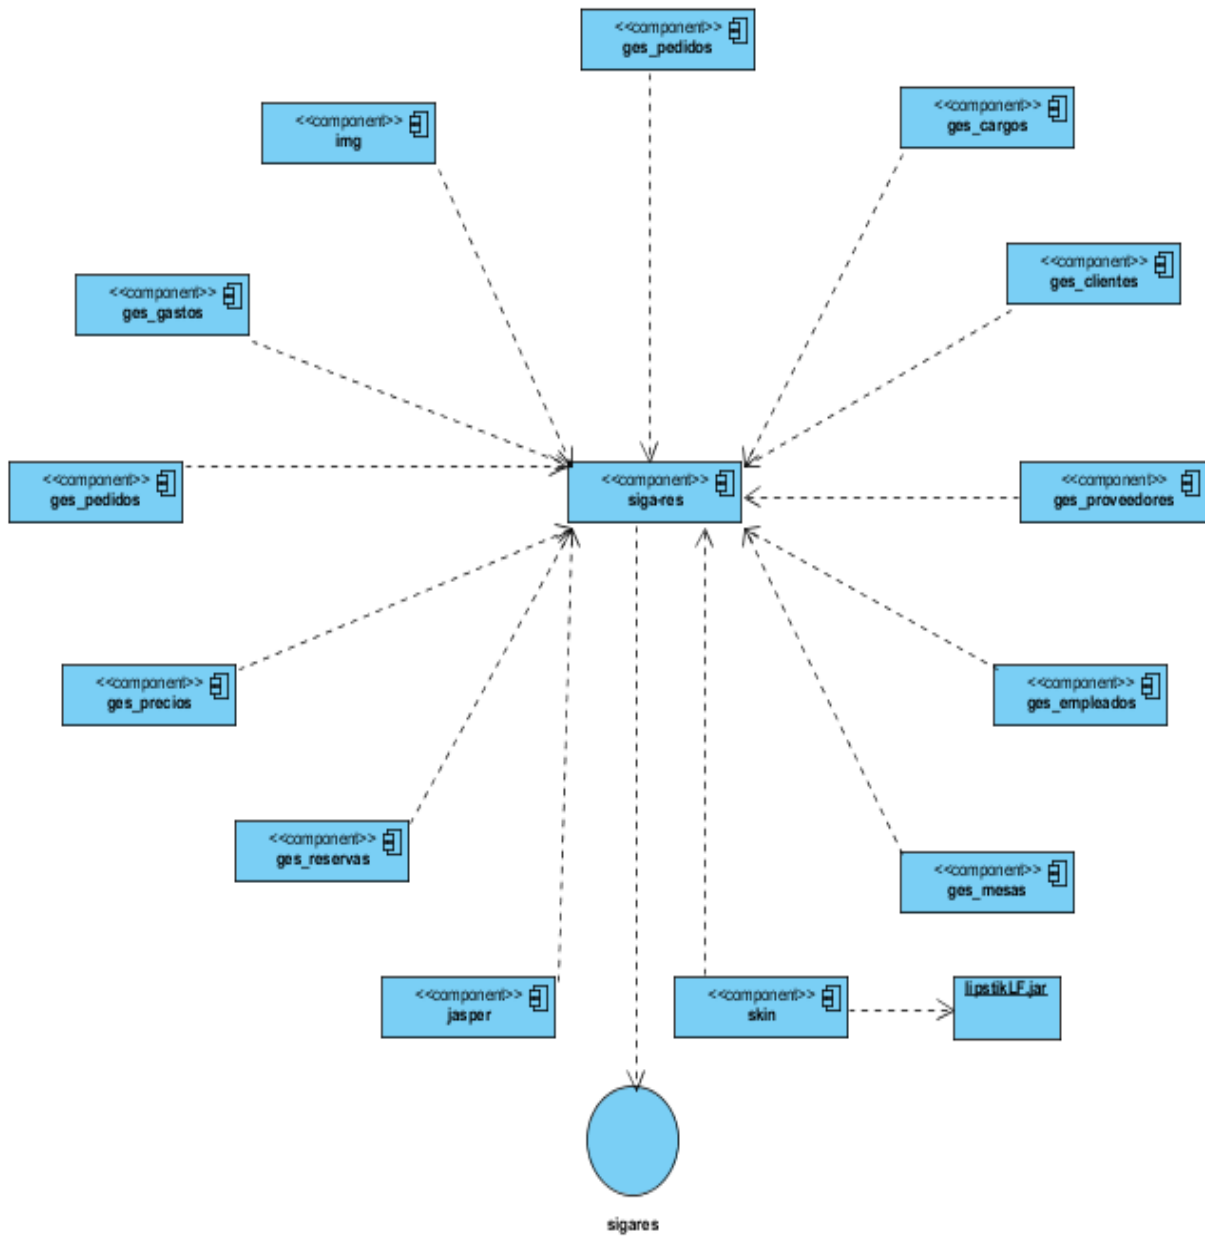 <<component>>
ges_pedidos
<<component>>
img
<<component>>
ges_cargos
<<component>>
ges_clientes
<<component>>
ges_gastos
<<component>>
ges_pedidos
<<component>>
siga-res
<<component>>
ges_proveedores
<<component>>
ges_precios
<<component>>
ges_empleados
<<component>>
ges_reservas
<<component>>
ges_mesas
<<component>>
jasper
<<component>>
skin
lipstikLF.jar
sigares